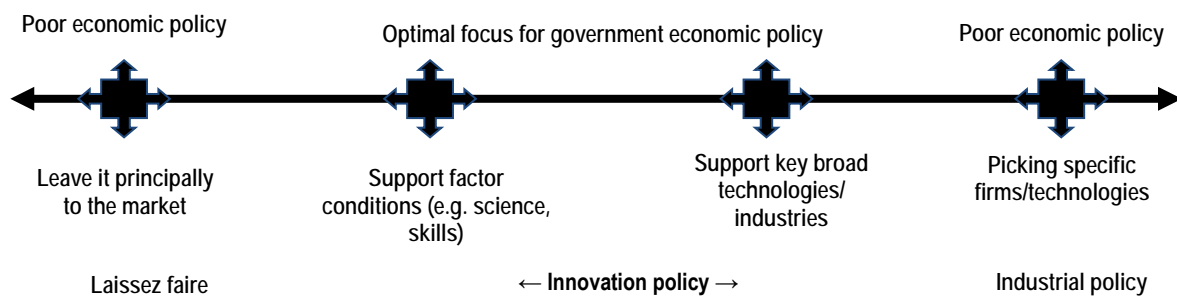 Poor economic policy
Optimal focus for government economic policy
Poor economic policy
Leave it principally
to the market
Support factor
conditions (e.g. science,
skills)
Support key broad
technologies/
industries
Picking specific
firms/technologies
Laissez faire
← Innovation policy →
Industrial policy